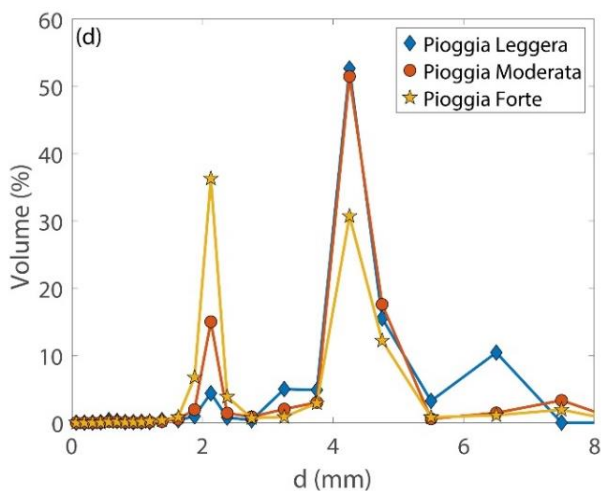 (d)
Pioggia Leggera
Pioggia Moderata
Pioggia Forte
Volume (%)
60
50
40
30
20
10
0
0 2 4 6 8
d (mm)